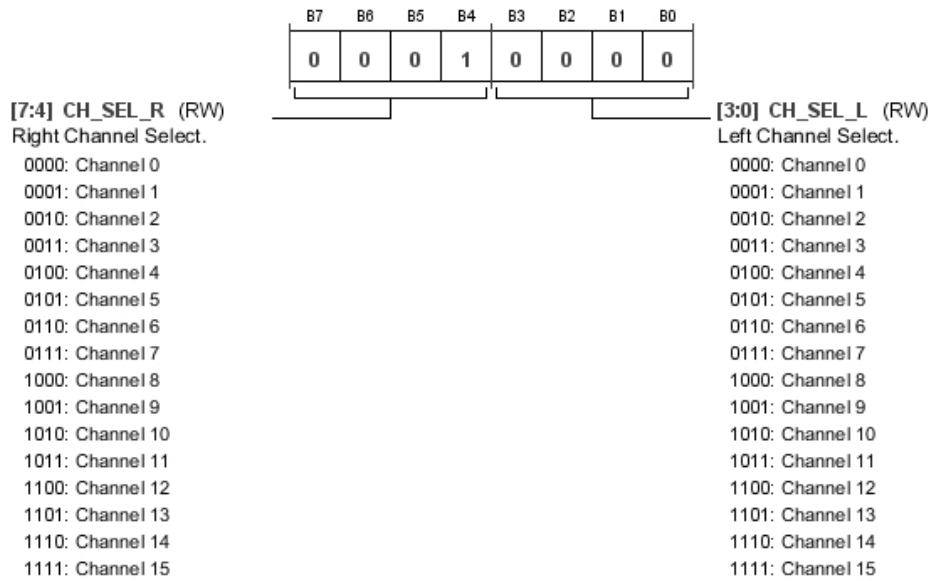 B7 B6 B5 B4 B3 B2 B1 B0
0 0 0 1 0 0 0 0
[7:4] CH_SEL_R (RW)
Right Channel Select.
0000: Channel 0
0001: Channel 1
0010: Channel 2
0011: Channel 3
0100: Channel 4
0101: Channel 5
0110: Channel 6
0111: Channel 7
1000: Channel 8
1001: Channel 9
1010: Channel 10
1011: Channel 11
1100: Channel 12
1101: Channel 13
1110: Channel 14
1111: Channel 15
[3:0] CH_SEL_L (RW)
Left Channel Select.
0000: Channel 0
0001: Channel 1
0010: Channel 2
0011: Channel 3
0100: Channel 4
0101: Channel 5
0110: Channel 6
0111: Channel 7
1000: Channel 8
1001: Channel 9
1010: Channel 10
1011: Channel 11
1100: Channel 12
1101: Channel 13
1110: Channel 14
1111: Channel 15